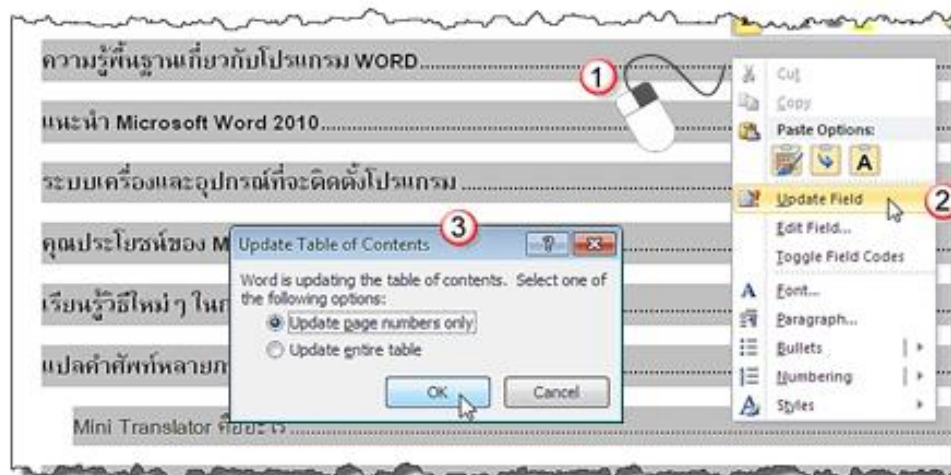 ความรู้พื้นฐานเกี่ยวกับโปรแกรม WORD
แนะนำ Microsoft Word 2010
ระบบเครื่องและอุปกรณ์ที่จะติดตั้งโปรแกรม
คุณประโยชน์ของ M
เรียนรู้วิธีใหม่ ๆ ในก
แปลคำศัพท์หลายภ
Mini Translator คืออะไร
1
Cut
Copy
Paste Options:
A
Update Field
2
Edit Field...
Toggle Field Codes
Font...
Paragraph...
Bullets
Numbering
Styles
3
Update Table of Contents
Word is updating the table of contents. Select one of
the following options:
Update page numbers only
Update entire table
OK
Cancel